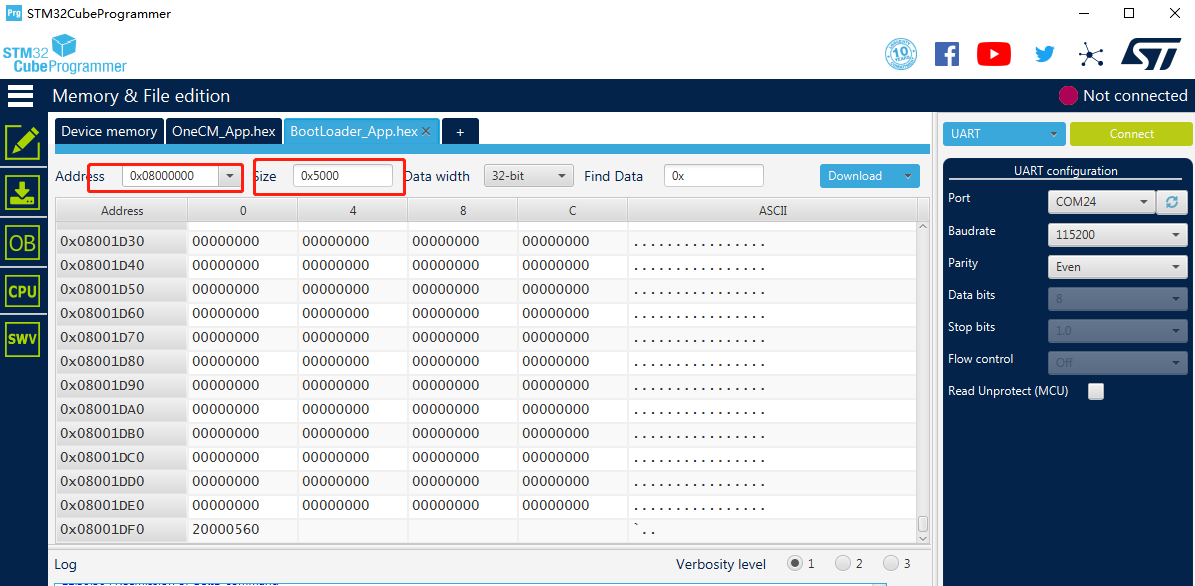 Prg STM32CubeProgrammer
STM32
CubeProgrammer
10
ST
Memory & File edition
Not connected
Device memory OneCM_App.hex BootLoader_App.hex × +
UART Connect
Address 0x08000000 Size 0x5000 Data width 32-bit Find Data 0x Download
UART configuration
Port COM24
Baudrate 115200
Parity Even
Data bits 8
Stop bits 1.0
Flow control Off
Read Unprotect (MCU)
OB
CPU
SWV
Address 0 4 8 C ASCII
0x08001D30 00000000 00000000 00000000 00000000 ................
0x08001D40 00000000 00000000 00000000 00000000 ................
0x08001D50 00000000 00000000 00000000 00000000 ................
0x08001D60 00000000 00000000 00000000 00000000 ................
0x08001D70 00000000 00000000 00000000 00000000 ................
0x08001D80 00000000 00000000 00000000 00000000 ................
0x08001D90 00000000 00000000 00000000 00000000 ................
0x08001DA0 00000000 00000000 00000000 00000000 ................
0x08001DB0 00000000 00000000 00000000 00000000 ................
0x08001DC0 00000000 00000000 00000000 00000000 ................
0x08001DD0 00000000 00000000 00000000 00000000 ................
0x08001DE0 00000000 00000000 00000000 00000000 ................
0x08001DF0 20000560 `..
Log Verbosity level 1 2 3